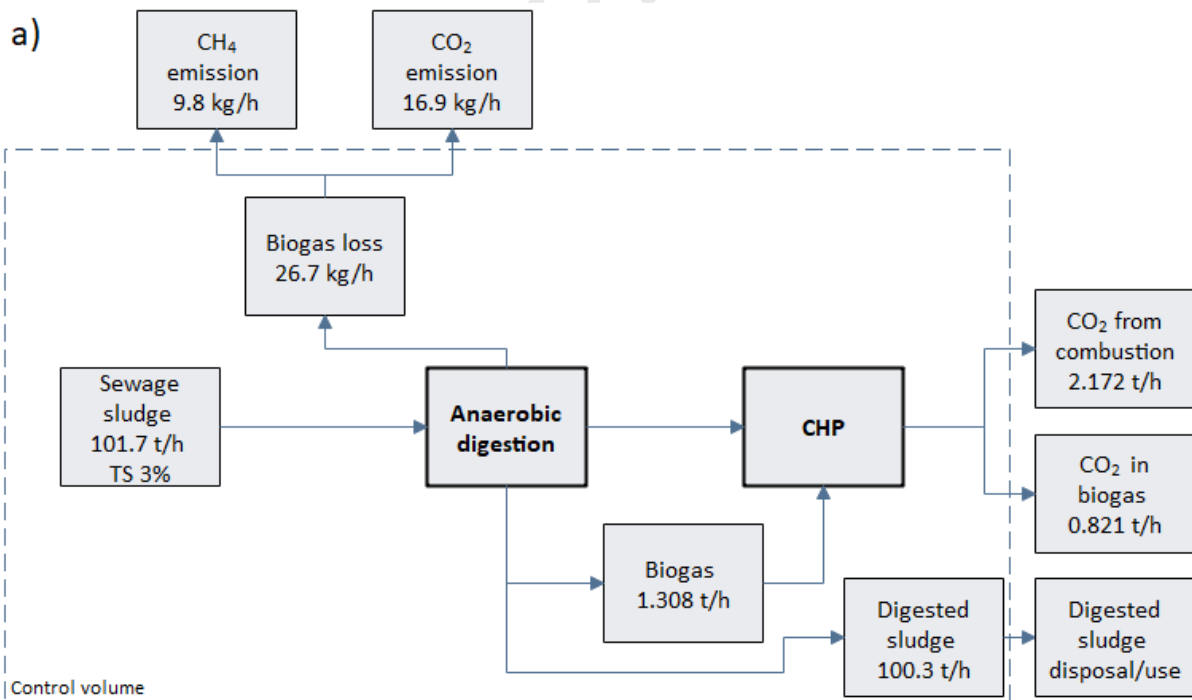 a)
CH₄
emission
9.8 kg/h
CO₂
emission
16.9 kg/h
Biogas loss
26.7 kg/h
Sewage
sludge
101.7 t/h
TS 3%
Anaerobic
digestion
CHP
CO₂ from
combustion
2.172 t/h
CO₂ in
biogas
0.821 t/h
Biogas
1.308 t/h
Digested
sludge
100.3 t/h
Digested
sludge
disposal/use
Control volume